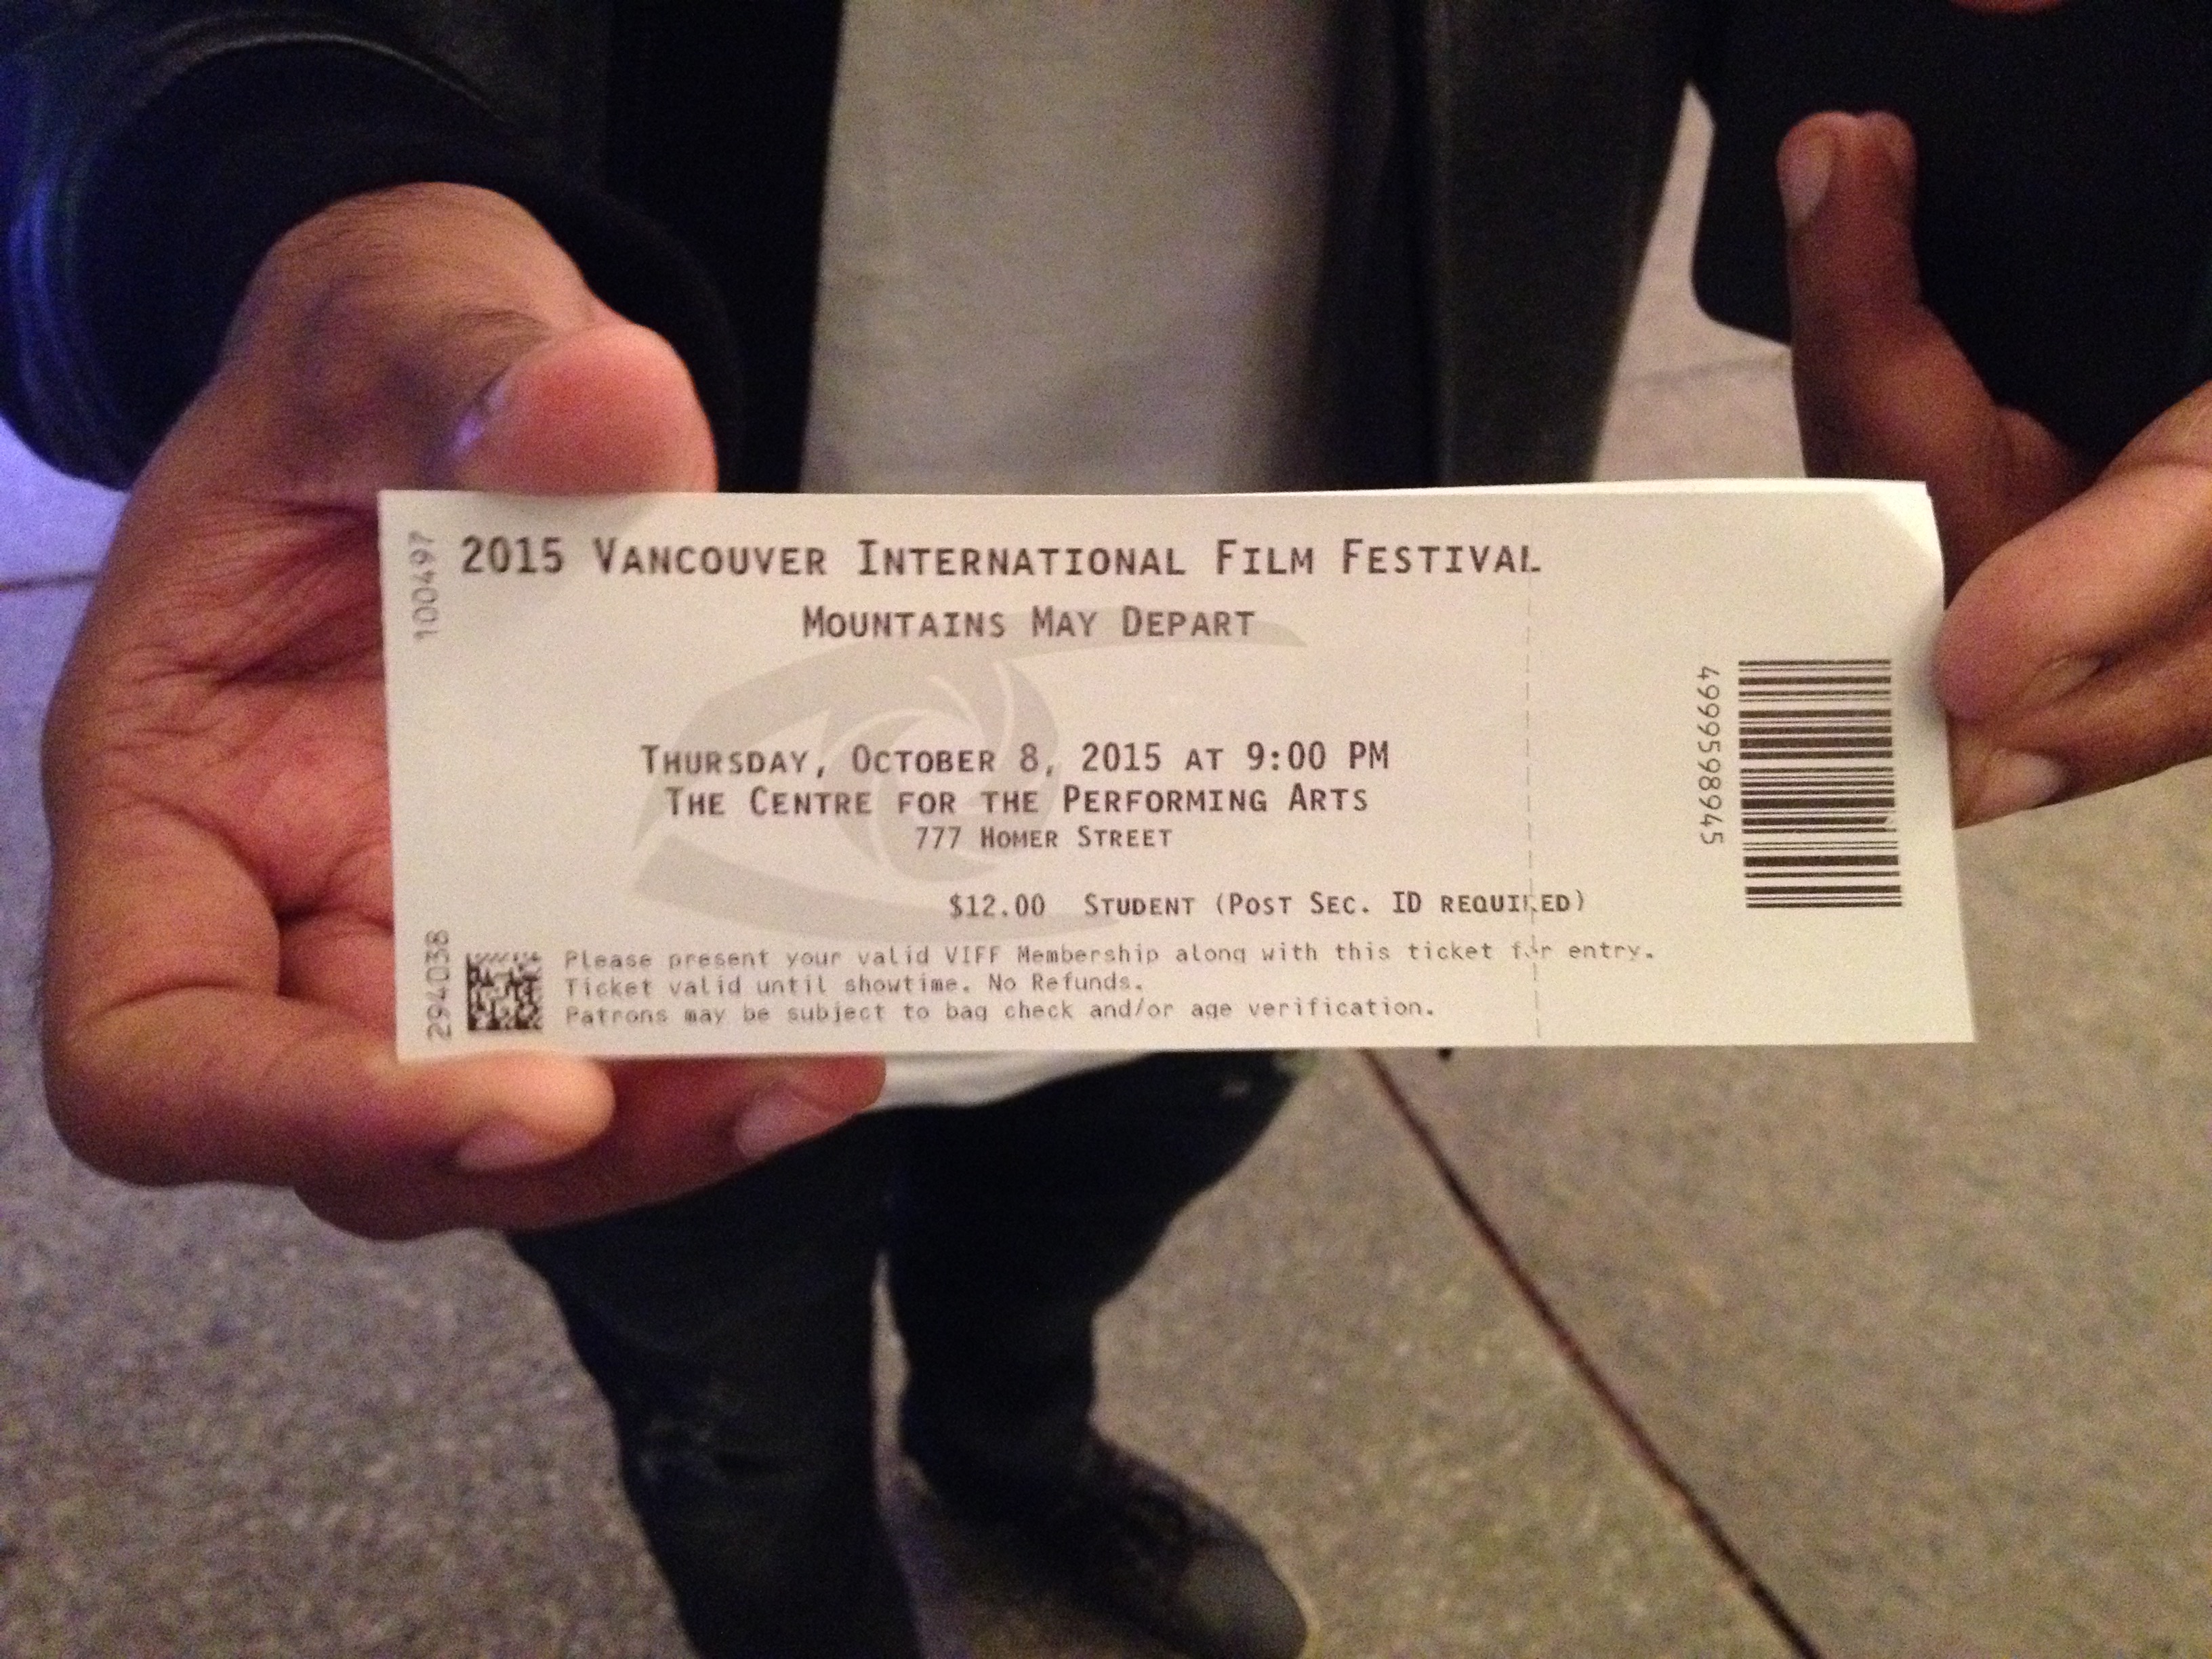 2015 VANCOUVER INTERNATIONAL FILM FESTIVAL
MOUNTAINS MAY DEPART
THURSDAY, OCTOBER 8, 2015 AT 9:00 PM
THE CENTRE FOR THE PERFORMING ARTS
777 HOMER STREET
$12.00 STUDENT (POST SEC. ID REQUIRED)
Please present your valid VIFF Membership along with this ticket for entry.
Ticket valid until showtime. No Refunds.
Patrons may be subject to bag check and/or age verification.
100497
294038
499959598945